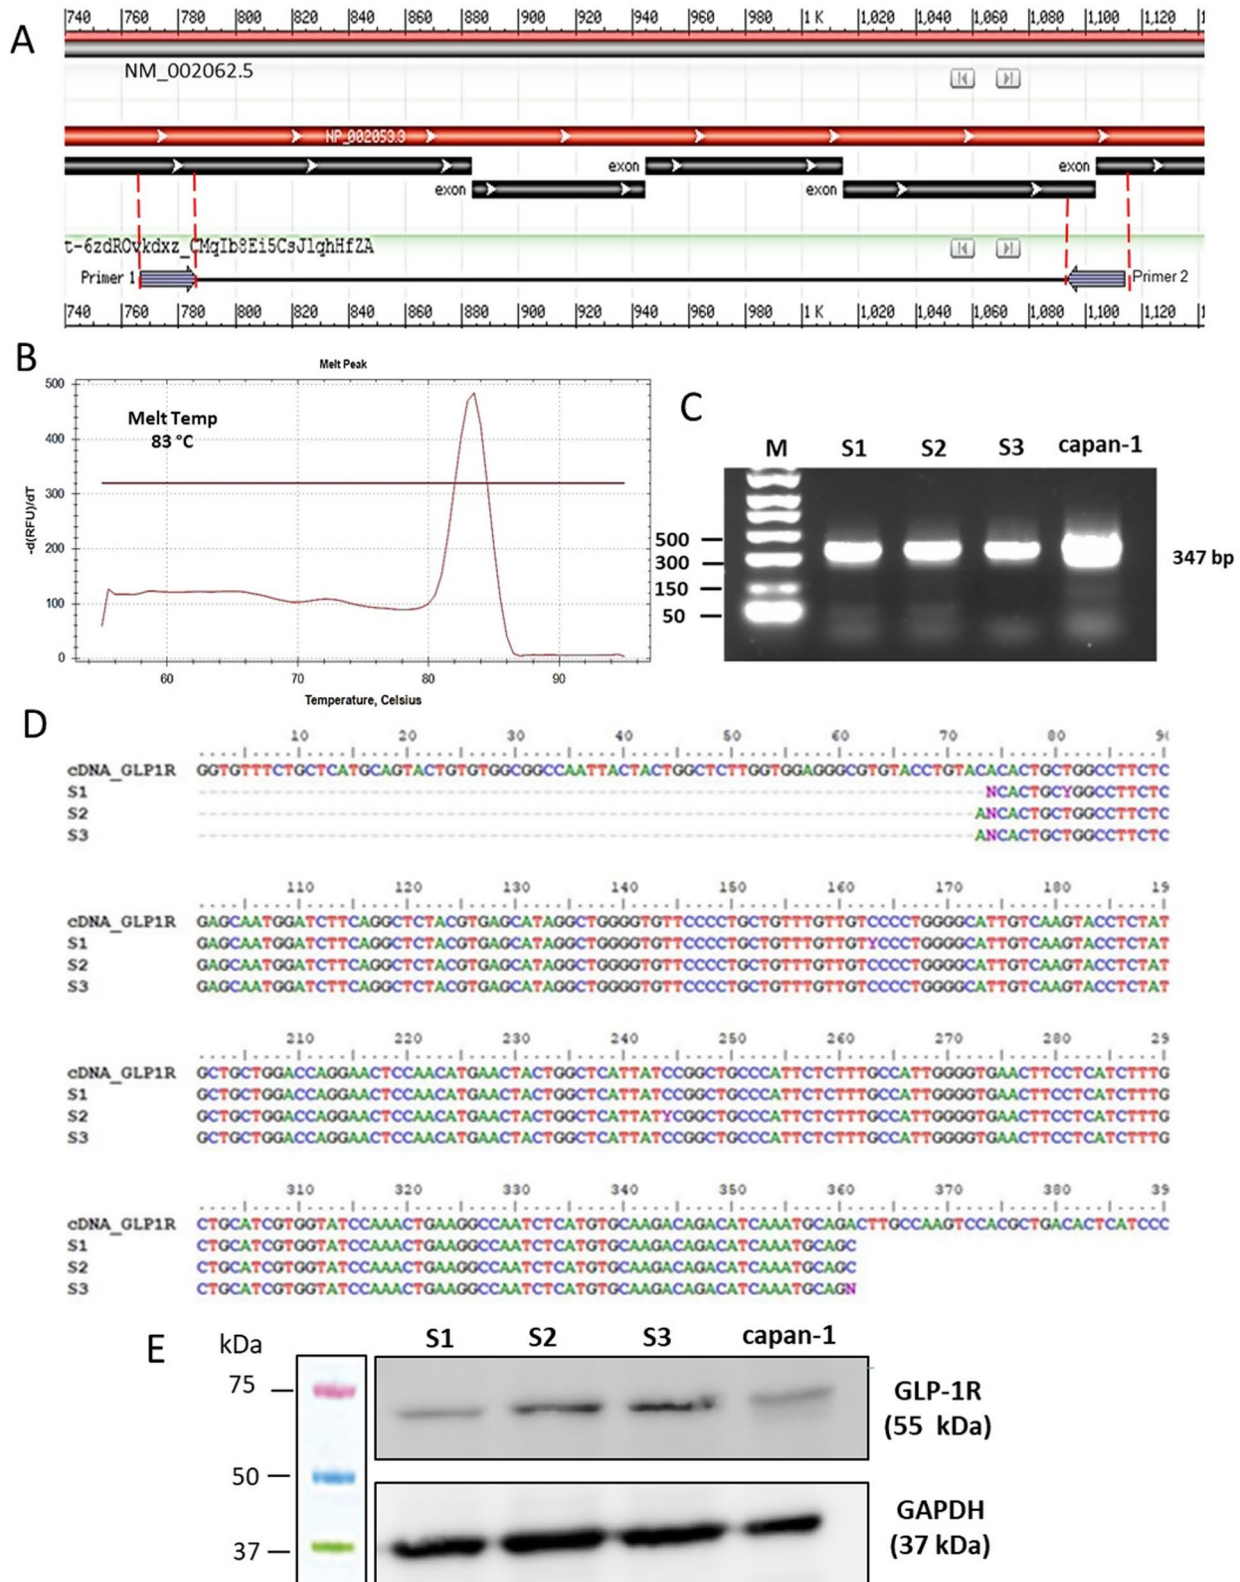 A
740 760 780 800 820 840 860 880 900 920 940 960 980 1 K 1,020 1,040 1,060 1,080 1,100 1,120
NM_002062.5
NP_002053.3
exon exon
exon exon
Primer 1 Primer 2
740 760 780 800 820 840 860 880 900 920 940 960 980 1 K 1,020 1,040 1,060 1,080 1,100 1,120
B
Melt Peak
500
400
300
200
100
0
Melt Temp
83 °C
-d(RFU)/dT
60 70 80 90
Temperature, Celsius
C
M S1 S2 S3 capan-1
500
300
150
50
347 bp
D
10 20 30 40 50 60 70 80
cDNA_GLP1R GGTGTTTCTGCTCATGCAGTACTGTGTGGCGGCCAATTACTACTGGCTCTTGGTGGAGGGCGTGTACCTGTACACACTGCTGGCCTTCTC
S1 NCACTGCYGGCCTTCTC
S2 ANCACTGCTGGCCTTCTC
S3 ANCACTGCTGGCCTTCTC
110 120 130 140 150 160 170 180 19
cDNA_GLP1R GAGCAATGGATCTTCAGGCTCTACGTGAGCATAGGCTGGGGTGTTCCCCTGCTGTTTGTTGTCCCCTGGGGCATTGTCAAGTACCTCTAT
S1 GAGCAATGGATCTTCAGGCTCTACGTGAGCATAGGCTGGGGTGTTCCCCTGCTGTTTGTTGTYCCCTGGGGCATTGTCAAGTACCTCTAT
S2 GAGCAATGGATCTTCAGGCTCTACGTGAGCATAGGCTGGGGTGTTCCCCTGCTGTTTGTTGTCCCCTGGGGCATTGTCAAGTACCTCTAT
S3 GAGCAATGGATCTTCAGGCTCTACGTGAGCATAGGCTGGGGTGTTCCCCTGCTGTTTGTTGTCCCCTGGGGCATTGTCAAGTACCTCTAT
210 220 230 240 250 260 270 280 29
cDNA_GLP1R GCTGCTGGACCAGGAACTCCAACATGAACTACTGGCTCATTATCCGGCTGCCCATTCTCTTTGCCATTGGGGTGAACTTCCTCATCTTTG
S1 GCTGCTGGACCAGGAACTCCAACATGAACTACTGGCTCATTATCCGGCTGCCCATTCTCTTTGCCATTGGGGTGAACTTCCTCATCTTTG
S2 GCTGCTGGACCAGGAACTCCAACATGAACTACTGGCTCATTATYCGGCTGCCCATTCTCTTTGCCATTGGGGTGAACTTCCTCATCTTTG
S3 GCTGCTGGACCAGGAACTCCAACATGAACTACTGGCTCATTATCCGGCTGCCCATTCTCTTTGCCATTGGGGTGAACTTCCTCATCTTTG
310 320 330 340 350 360 370 380 39
cDNA_GLP1R CTGCATCGTGGTATCCAAACTGAAGGCCAATCTCATGTGCAAGACAGACATCAAATGCAGACTTGCCAAGTCCACGCTGACACTCATCCC
S1 CTGCATCGTGGTATCCAAACTGAAGGCCAATCTCATGTGCAAGACAGACATCAAATGCAGC
S2 CTGCATCGTGGTATCCAAACTGAAGGCCAATCTCATGTGCAAGACAGACATCAAATGCAGC
S3 CTGCATCGTGGTATCCAAACTGAAGGCCAATCTCATGTGCAAGACAGACATCAAATGCAGN
E
kDa S1 S2 S3 capan-1
75
50
37
GLP-1R
(55 kDa)
GAPDH
(37 kDa)